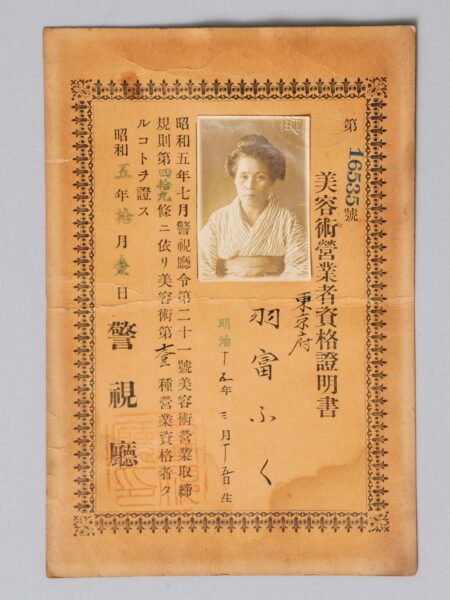 第16535號
美容術營業者資格證明書
東京府
羽富ふく
明治十五年三月十五日生
昭和五年七月警視廳令第二十一號美容術營業取締
規則第四拾九條ニ依リ美容術第種營業資格者タ
ルコトヲ證ス
昭和五年拾月壹日
警視廳